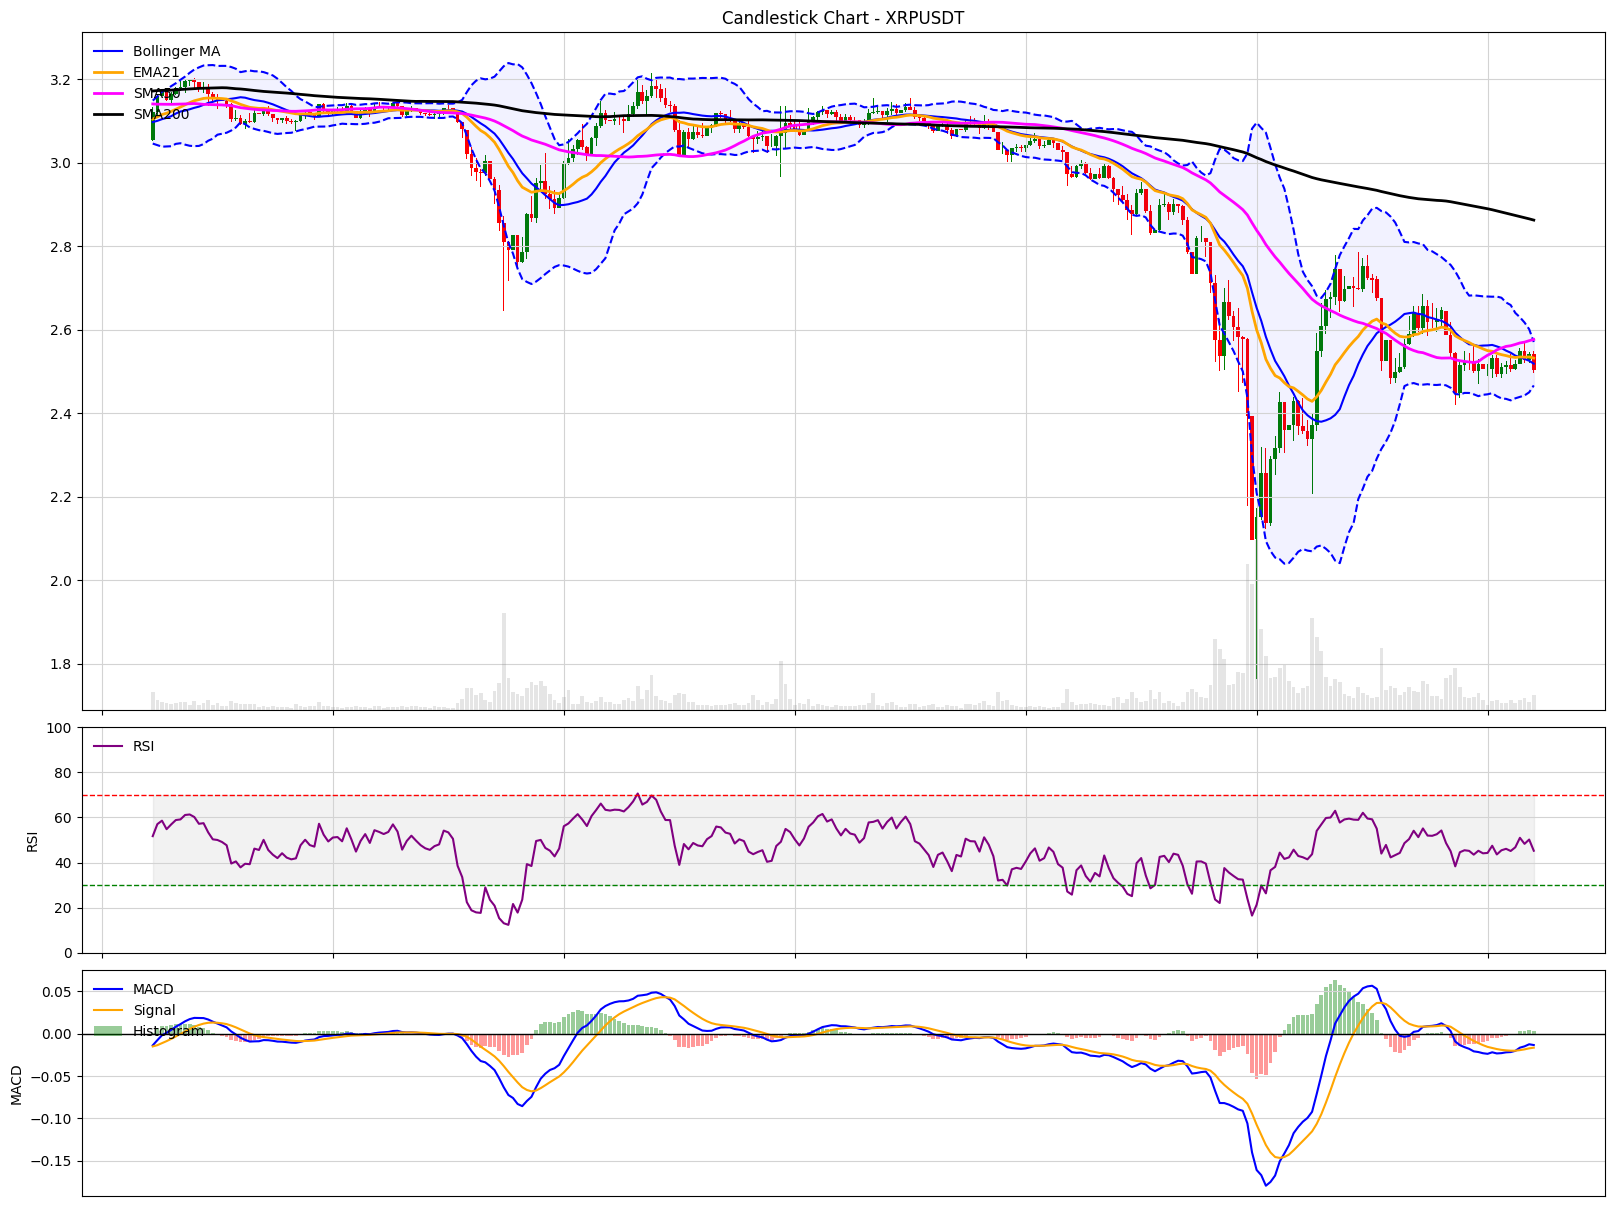 Candlestick Chart - XRPUSDT
Bollinger MA
EMA21
SMA50
SMA200
3.2
3.0
2.8
2.6
2.4
2.2
2.0
1.8
RSI
100
80
60
40
20
0
RSI
MACD
Signal
Histogram
0.05
0.00
−0.05
−0.10
−0.15
MACD